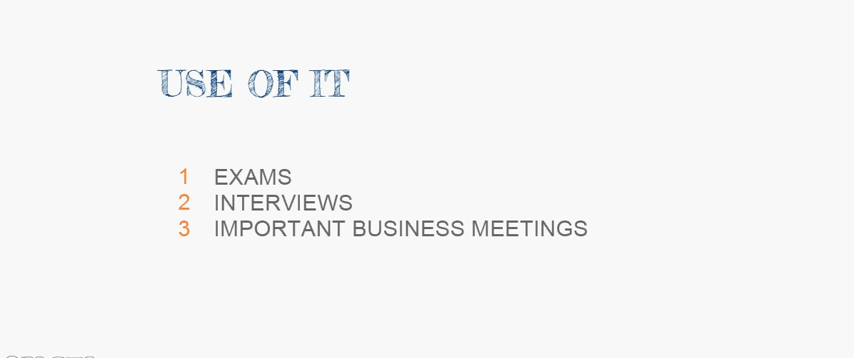 USE OF IT
1 EXAMS
2 INTERVIEWS
3 IMPORTANT BUSINESS MEETINGS